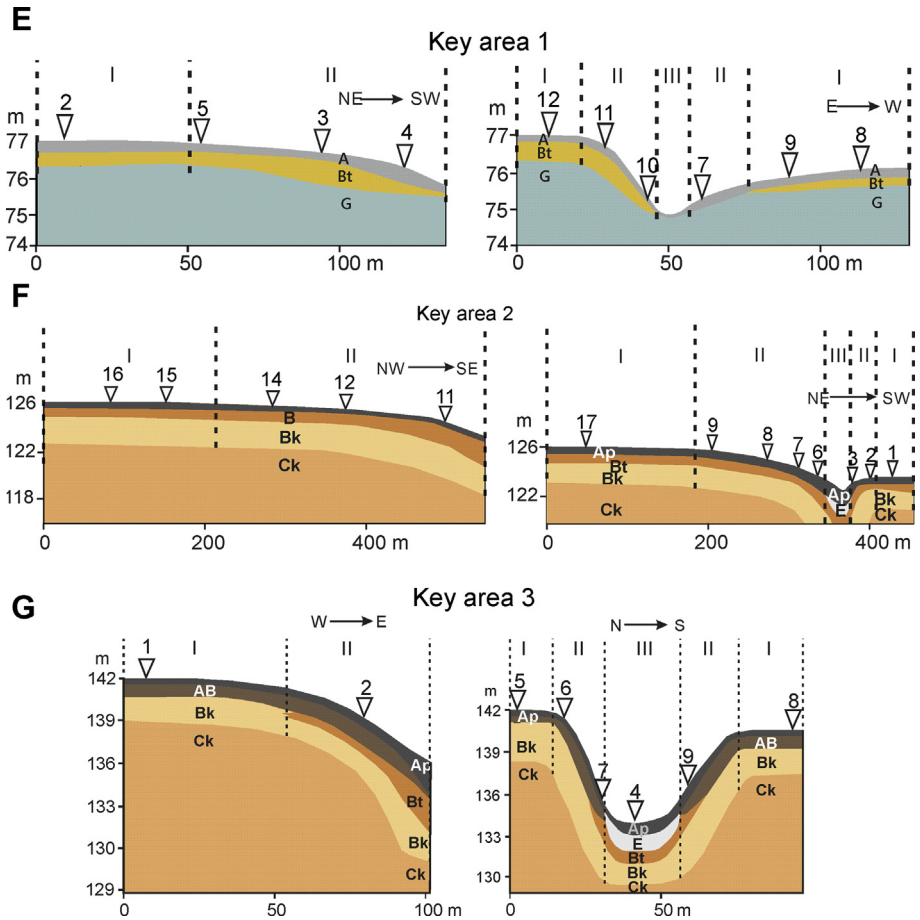 E
Key area 1
I II
NE SW
m
2 5 3 4
77
76
75
74
A
Bt
G
0 50 100 m
I II III II I
E W
m
12 11 10 7 9 8
77
76
75
74
A
Bt
G
A
Bt
G
0 50 100 m
F
Key area 2
I II
NW SE
m
16 15 14 12 11
126
122
118
B
Bk
Ck
0 200 400 m
I II III II I
NE SW
m
17 9 8 7 6 3 2 1
126
122
Ap
Bt
Bk
Ck
Ap
E
Bk
Ck
0 200 400 m
G
Key area 3
W E
I II
m
1 2
142
139
136
133
130
129
AB
Bk
Ck
Ap
Bt
Bk
Ck
0 50 100 m
N S
I II III II I
m
5 6 7 4 9 8
142
139
136
133
130
Ap
Bk
Ck
Ap
E
Bt
Bk
Ck
AB
Bk
Ck
0 50 m